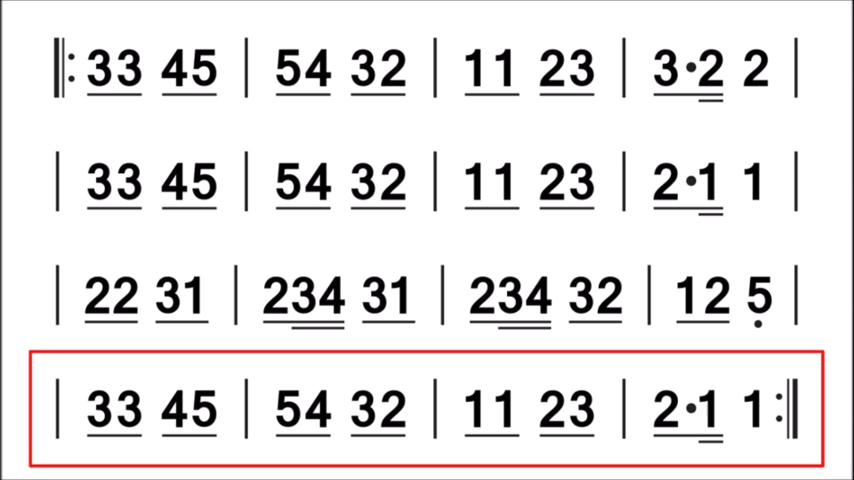 ‖: 33 45 | 54 32 | 11 23 | 3·2 2 |
| 33 45 | 54 32 | 11 23 | 2·1 1 |
| 22 31 | 234 31 | 234 32 | 12 5̣ |
| 33 45 | 54 32 | 11 23 | 2·1 1 :‖